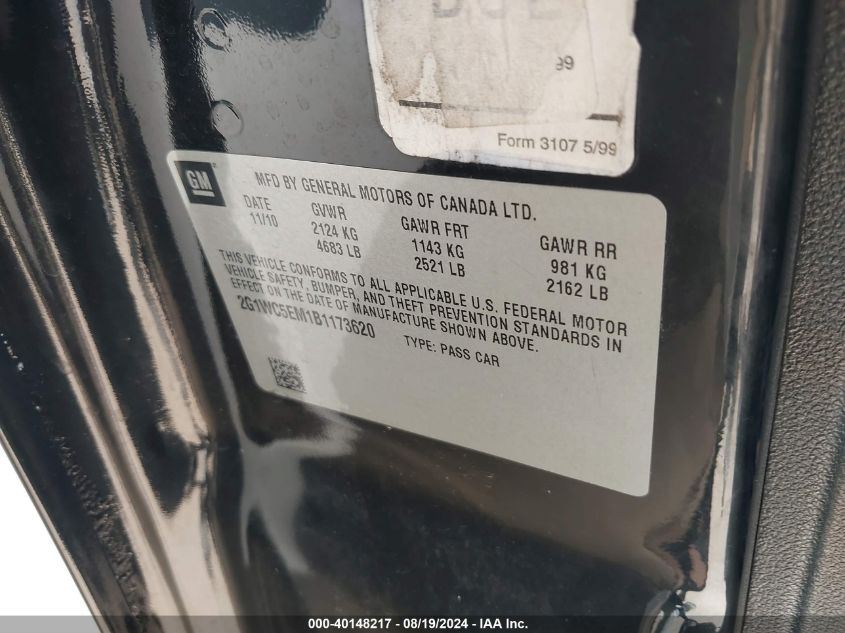 99
Form 3107 5/99
GM
MFD BY GENERAL MOTORS OF CANADA LTD.
DATE GVWR GAWR FRT GAWR RR
11/10 2124 KG 1143 KG 981 KG
4683 LB 2521 LB 2162 LB
THIS VEHICLE CONFORMS TO ALL APPLICABLE U.S. FEDERAL MOTOR
VEHICLE SAFETY, BUMPER, AND THEFT PREVENTION STANDARDS IN
EFFECT ON THE DATE OF MANUFACTURE SHOWN ABOVE.
2G1WC5EM1B1173620 TYPE: PASS CAR
000-40148217 - 08/19/2024 - IAA Inc.